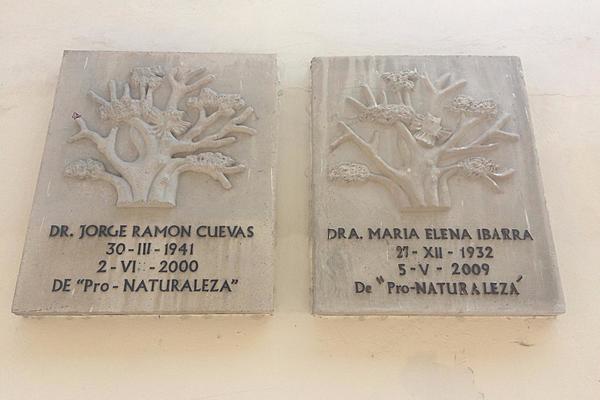 DR. JORGE RAMON CUEVAS
30-III-1941
2-VI - 2000
DE "Pro-NATURALEZA"
DRA. MARIA ELENA IBARRA
27-XII-1932
5-V-2009
De "Pro-NATURALEZA"